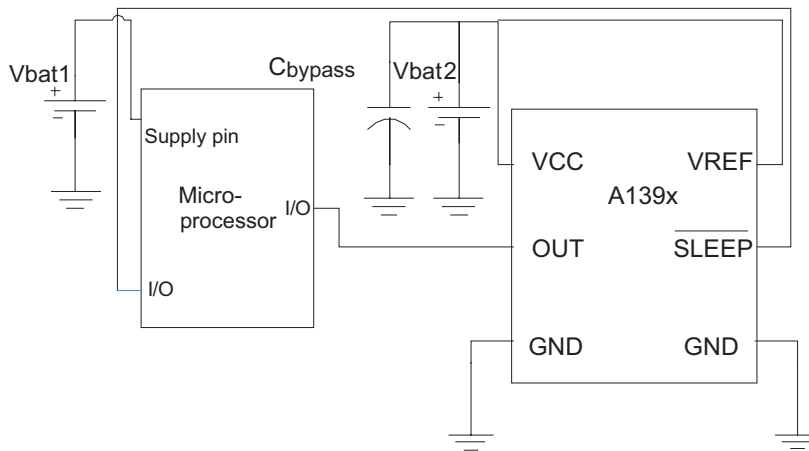 Vbat1
+
−
Supply pin
Micro-
processor
I/O
I/O
Cbypass
Vbat2
+
−
VCC
VREF
A139x
OUT
SLEEP
GND
GND